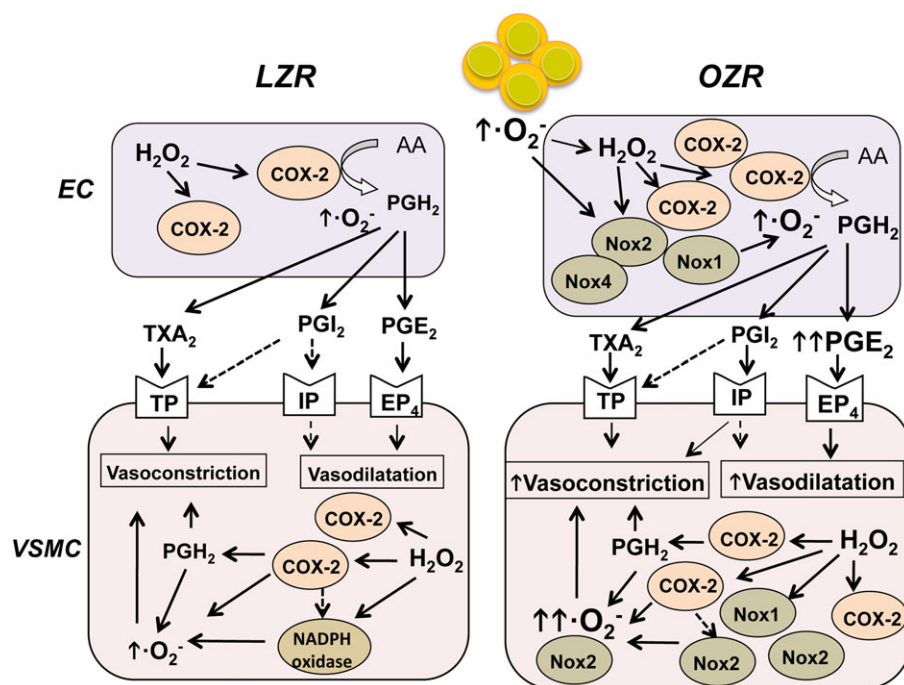 LZR
OZR
EC
H₂O₂
COX-2
COX-2
AA
↑·O₂⁻
PGH₂
TXA₂
PGI₂
PGE₂
TP
IP
EP₄
Vasoconstriction
Vasodilatation
VSMC
COX-2
PGH₂
COX-2
H₂O₂
↑·O₂⁻
NADPH
oxidase
↑·O₂⁻
H₂O₂
COX-2
COX-2
AA
COX-2
↑·O₂⁻
PGH₂
Nox2
Nox1
Nox4
TXA₂
PGI₂
↑↑PGE₂
TP
IP
EP₄
↑Vasoconstriction
↑Vasodilatation
PGH₂
COX-2
H₂O₂
COX-2
Nox1
COX-2
↑↑·O₂⁻
Nox2
Nox2
Nox2